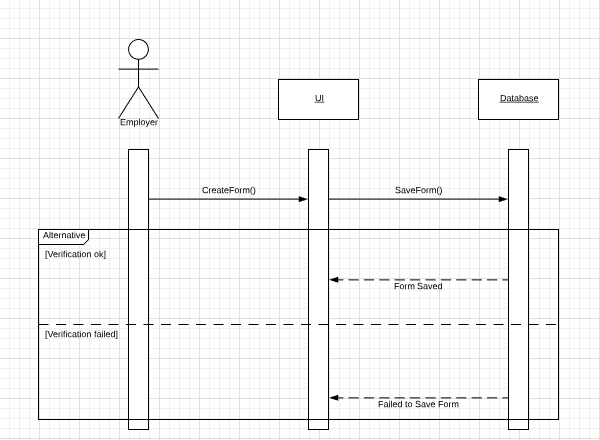 Employer
UI
Database
CreateForm()
SaveForm()
Alternative
[Verification ok]
Form Saved
[Verification failed]
Failed to Save Form